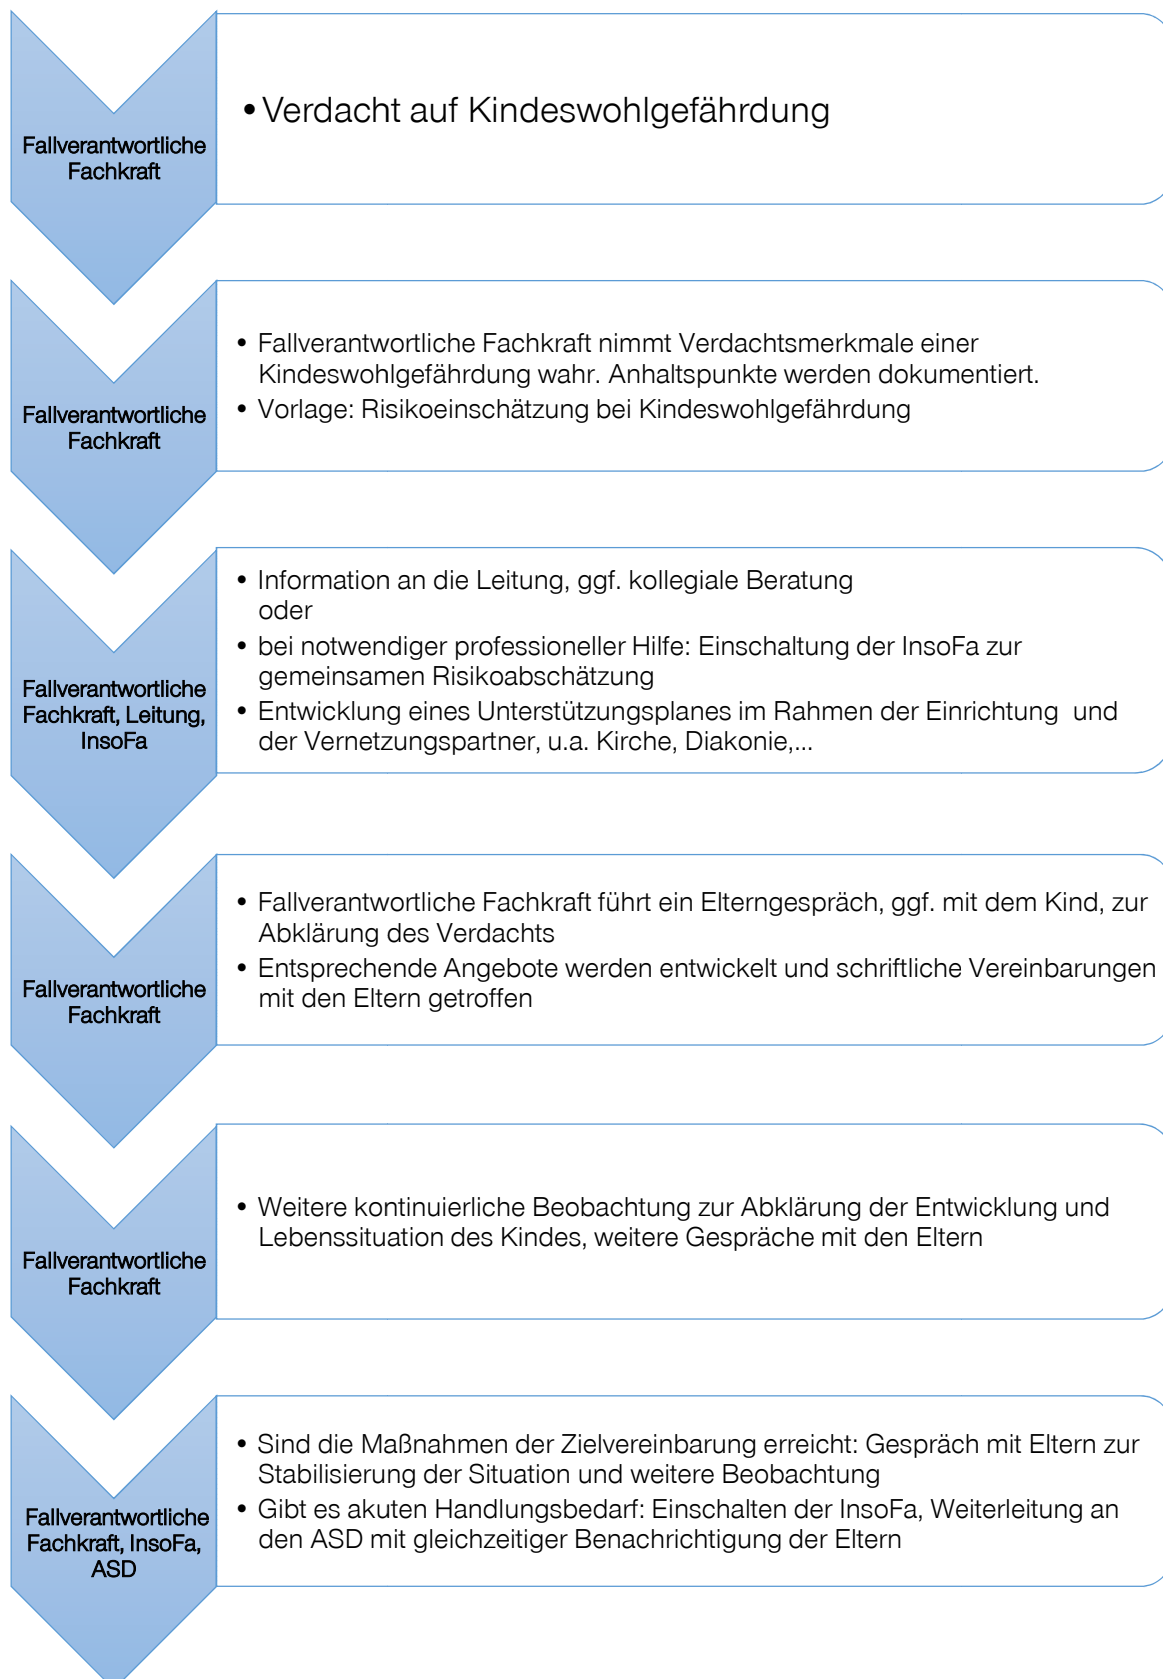 Fallverantwortliche
Fachkraft
• Verdacht auf Kindeswohlgefährdung
Fallverantwortliche
Fachkraft
• Fallverantwortliche Fachkraft nimmt Verdachtsmerkmale einer
Kindeswohlgefährdung wahr. Anhaltspunkte werden dokumentiert.
• Vorlage: Risikoeinschätzung bei Kindeswohlgefährdung
Fallverantwortliche
Fachkraft, Leitung,
InsoFa
• Information an die Leitung, ggf. kollegiale Beratung
oder
• bei notwendiger professioneller Hilfe: Einschaltung der InsoFa zur
gemeinsamen Risikoabschätzung
• Entwicklung eines Unterstützungsplanes im Rahmen der Einrichtung und
der Vernetzungspartner, u.a. Kirche, Diakonie,...
Fallverantwortliche
Fachkraft
• Fallverantwortliche Fachkraft führt ein Elterngespräch, ggf. mit dem Kind, zur
Abklärung des Verdachts
• Entsprechende Angebote werden entwickelt und schriftliche Vereinbarungen
mit den Eltern getroffen
Fallverantwortliche
Fachkraft
• Weitere kontinuierliche Beobachtung zur Abklärung der Entwicklung und
Lebenssituation des Kindes, weitere Gespräche mit den Eltern
Fallverantwortliche
Fachkraft, InsoFa,
ASD
• Sind die Maßnahmen der Zielvereinbarung erreicht: Gespräch mit Eltern zur
Stabilisierung der Situation und weitere Beobachtung
• Gibt es akuten Handlungsbedarf: Einschalten der InsoFa, Weiterleitung an
den ASD mit gleichzeitiger Benachrichtigung der Eltern